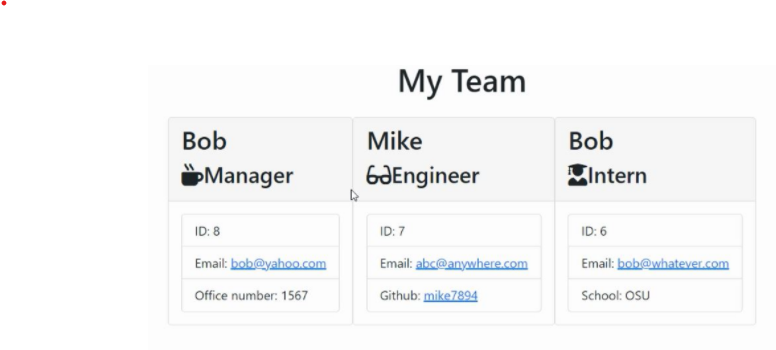 My Team
Bob
Manager
ID: 8
Email: bob@yahoo.com
Office number: 1567
Mike
Engineer
ID: 7
Email: abc@anywhere.com
Github: mike7894
Bob
Intern
ID: 6
Email: bob@whatever.com
School: OSU